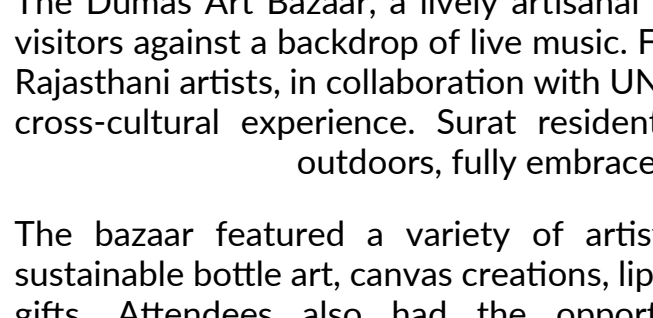 The Dumas Art Bazaar, a lively artisanal
visitors against a backdrop of live music. F
Rajasthani artists, in collaboration with UN
cross-cultural experience. Surat resident
outdoors, fully embrace
The bazaar featured a variety of artis
sustainable bottle art, canvas creations, lip
gifts. Attendees also had the opport